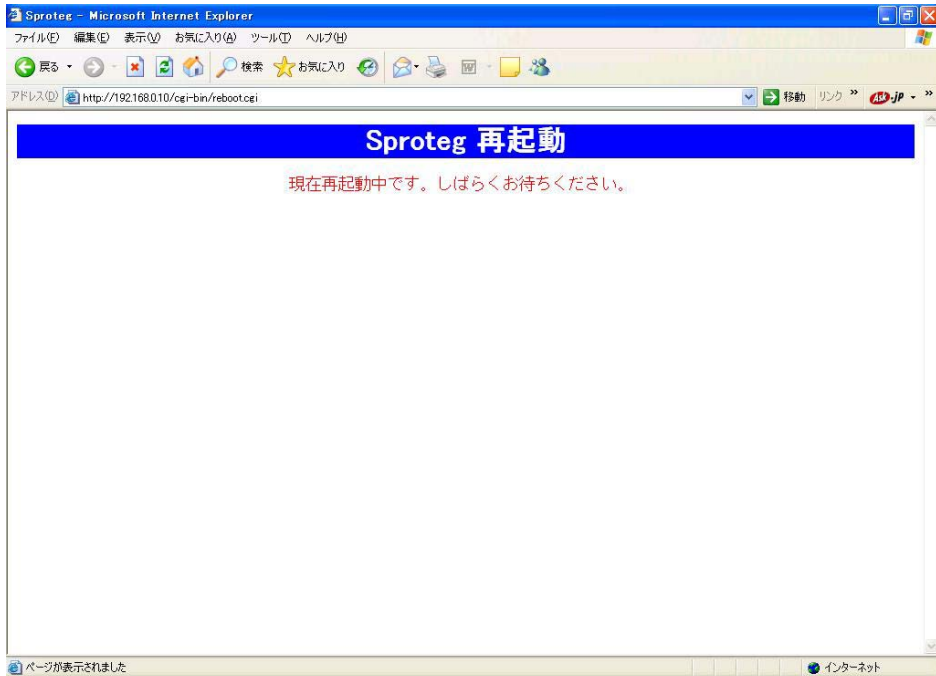 Sproteg - Microsoft Internet Explorer
ファイル(F) 編集(E) 表示(V) お気に入り(A) ツール(T) ヘルプ(H)
戻る 検索 お気に入り
アドレス(D) http://192.168.0.10/cgi-bin/reboot.cgi 移動 リンク » .jp »
Sproteg 再起動
現在再起動中です。しばらくお待ちください。
ページが表示されました インターネット